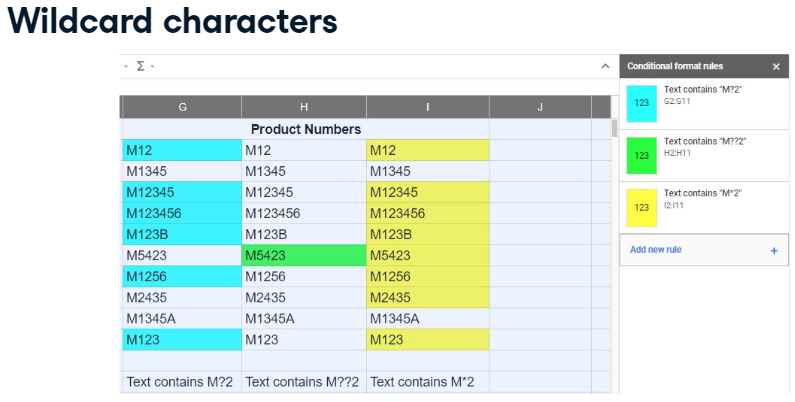 Wildcard characters
Σ
Conditional format rules ×
G H I J
Product Numbers
M12 M12 M12
M1345 M1345 M1345
M12345 M12345 M12345
M123456 M123456 M123456
M123B M123B M123B
M5423 M5423 M5423
M1256 M1256 M1256
M2435 M2435 M2435
M1345A M1345A M1345A
M123 M123 M123
Text contains M?2 Text contains M??2 Text contains M*2
123 Text contains "M?2"
G2:G11
123 Text contains "M??2"
H2:H11
123 Text contains "M*2"
I2:I11
Add new rule +